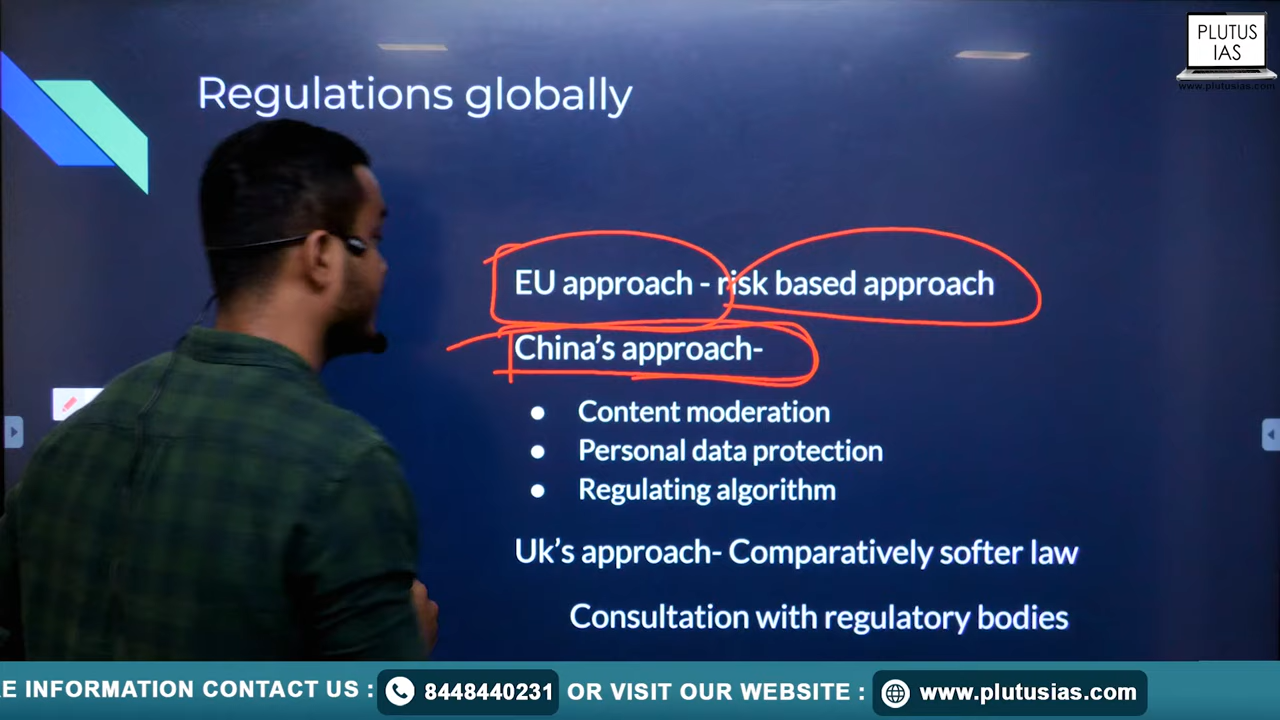 PLUTUS
IAS
www.plutusias.com
Regulations globally
EU approach - risk based approach
China's approach-
● Content moderation
● Personal data protection
● Regulating algorithm
Uk's approach- Comparatively softer law
Consultation with regulatory bodies
E INFORMATION CONTACT US : 8448440231 OR VISIT OUR WEBSITE : www.plutusias.com